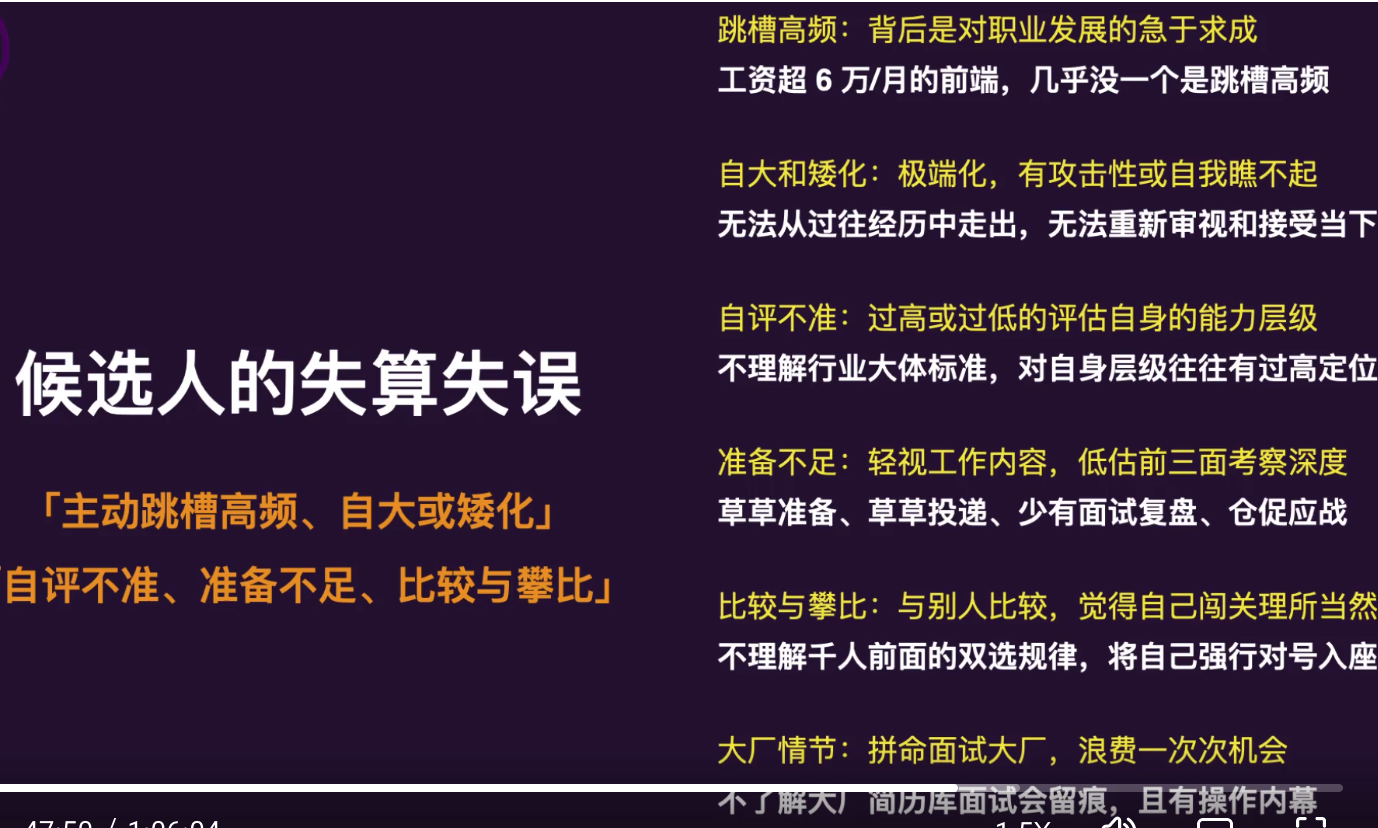 候选人的失算失误
「主动跳槽高频、自大或矮化」
「自评不准、准备不足、比较与攀比」
跳槽高频：背后是对职业发展的急于求成
工资超 6 万/月的前端，几乎没一个是跳槽高频
自大和矮化：极端化，有攻击性或自我瞧不起
无法从过往经历中走出，无法重新审视和接受当下
自评不准：过高或过低的评估自身的能力层级
不理解行业大体标准，对自身层级往往有过高定位
准备不足：轻视工作内容，低估前三面考察深度
草草准备、草草投递、少有面试复盘、仓促应战
比较与攀比：与别人比较，觉得自己闯关理所当然
不理解千人前面的双选规律，将自己强行对号入座
大厂情节：拼命面试大厂，浪费一次次机会
不了解大厂简历库面试会留痕，且有操作内幕
1.5X